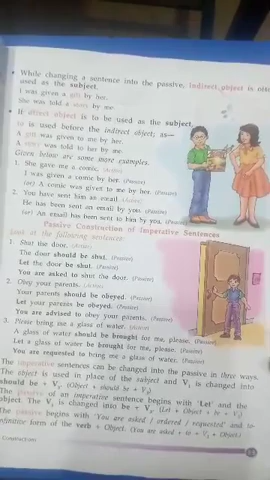 • While changing a sentence into the passive, indirect object is often
used as the subject.
I was given a gift by her.
She was told a story by me.
• If direct object is to be used as the subject,
to is used before the indirect object; as—
A gift was given to me by her.
A story was told to her by me.
Given below are some more examples.
1. She gave me a comic. (Active)
I was given a comic by her. (Passive)
(or) A comic was givet to me by her. (Passive)
2. You have sent him an email. (Active)
He has been sent an email by you. (Passive)
(or) An email has been sent to him by you. (Passive)
Passive Construction of Imperative Sentences
Look at the following sentences:
1. Shut the door. (Active)
The door should be shut. (Passive)
Let the door be shut. (Passive)
You are asked to shut the door. (Passive)
2. Obey your parents. (Active)
Your parents should be obeyed. (Passive)
Let your parents be obeyed. (Passive)
You are advised to obey your parents. (Passive)
3. Please bring me a glass of water. (Active)
A glass of water should be brought for me, please. (Passive)
Let a glass of water be brought for me, please. (Passive)
You are requested to bring me a glass of water. (Passive)
The imperative sentences can be changed into the passive in three ways.
The object is used in place of the subject and V₁ is changed into
should be + V₃. (Object + should be + V₃)
The passive of an imperative sentence begins with 'Let' and the
object. The V₁ is changed into be + V₃. (Let + Object + be + V₃)
The passive begins with 'You are asked / ordered / requested' and to-
infinitive form of the verb + Object. (You are asked + to + V₁ + Object.)